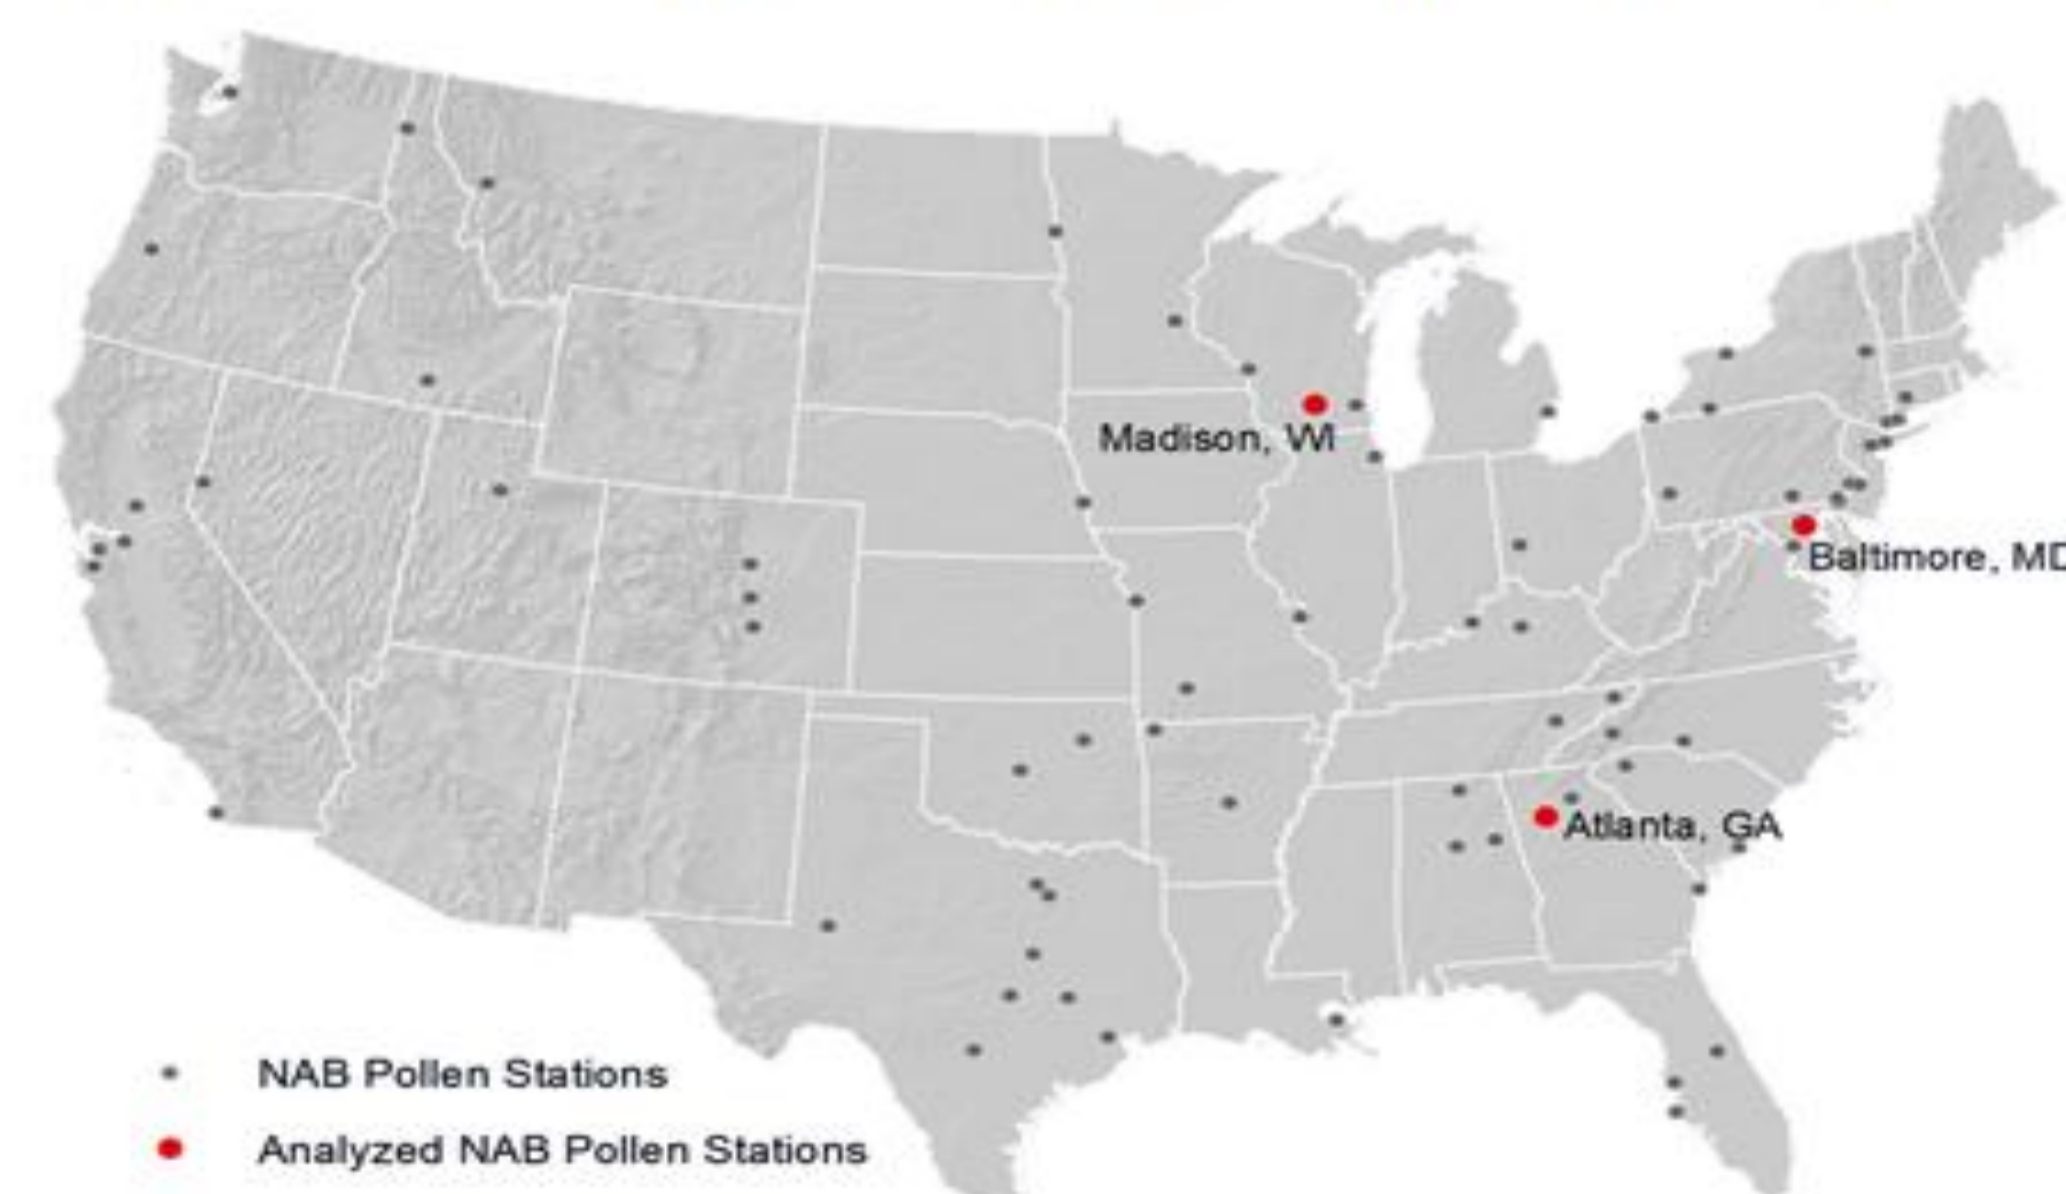 Madison, WI
Baltimore, MD
Atlanta, GA
NAB Pollen Stations
Analyzed NAB Pollen Stations